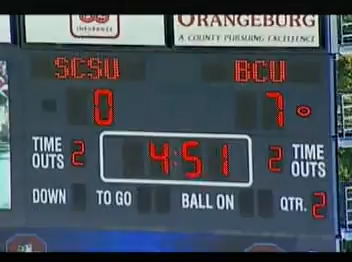 INSURANCE
ORANGEBURG
A COUNTY PURSUING EXCELLENCE
SCSU BCU
0 7
TIME OUTS 2 4:51 2 TIME OUTS
DOWN TO GO BALL ON QTR. 2